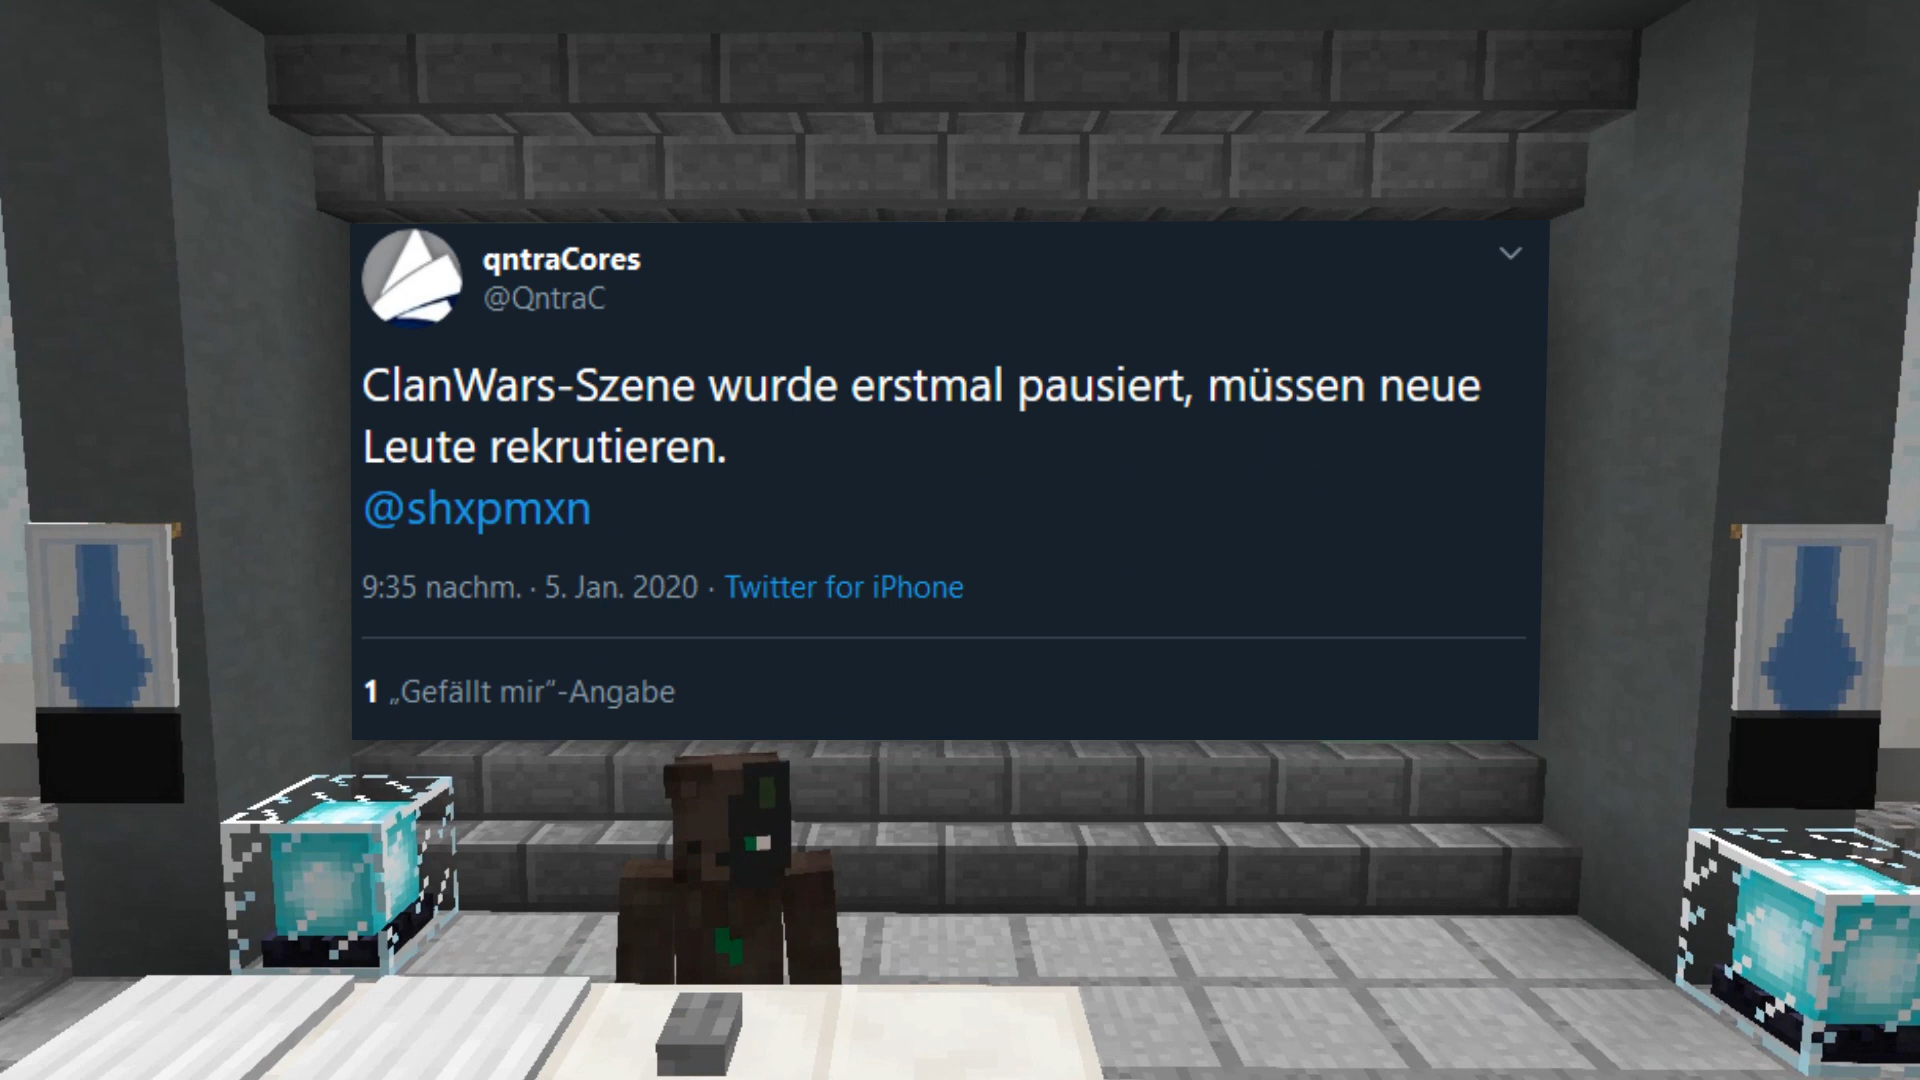 qntraCores
@QntraC
ClanWars-Szene wurde erstmal pausiert, müssen neue
Leute rekrutieren.
@shxpmxn
9:35 nachm. · 5. Jan. 2020 · Twitter for iPhone
1 „Gefällt mir“-Angabe